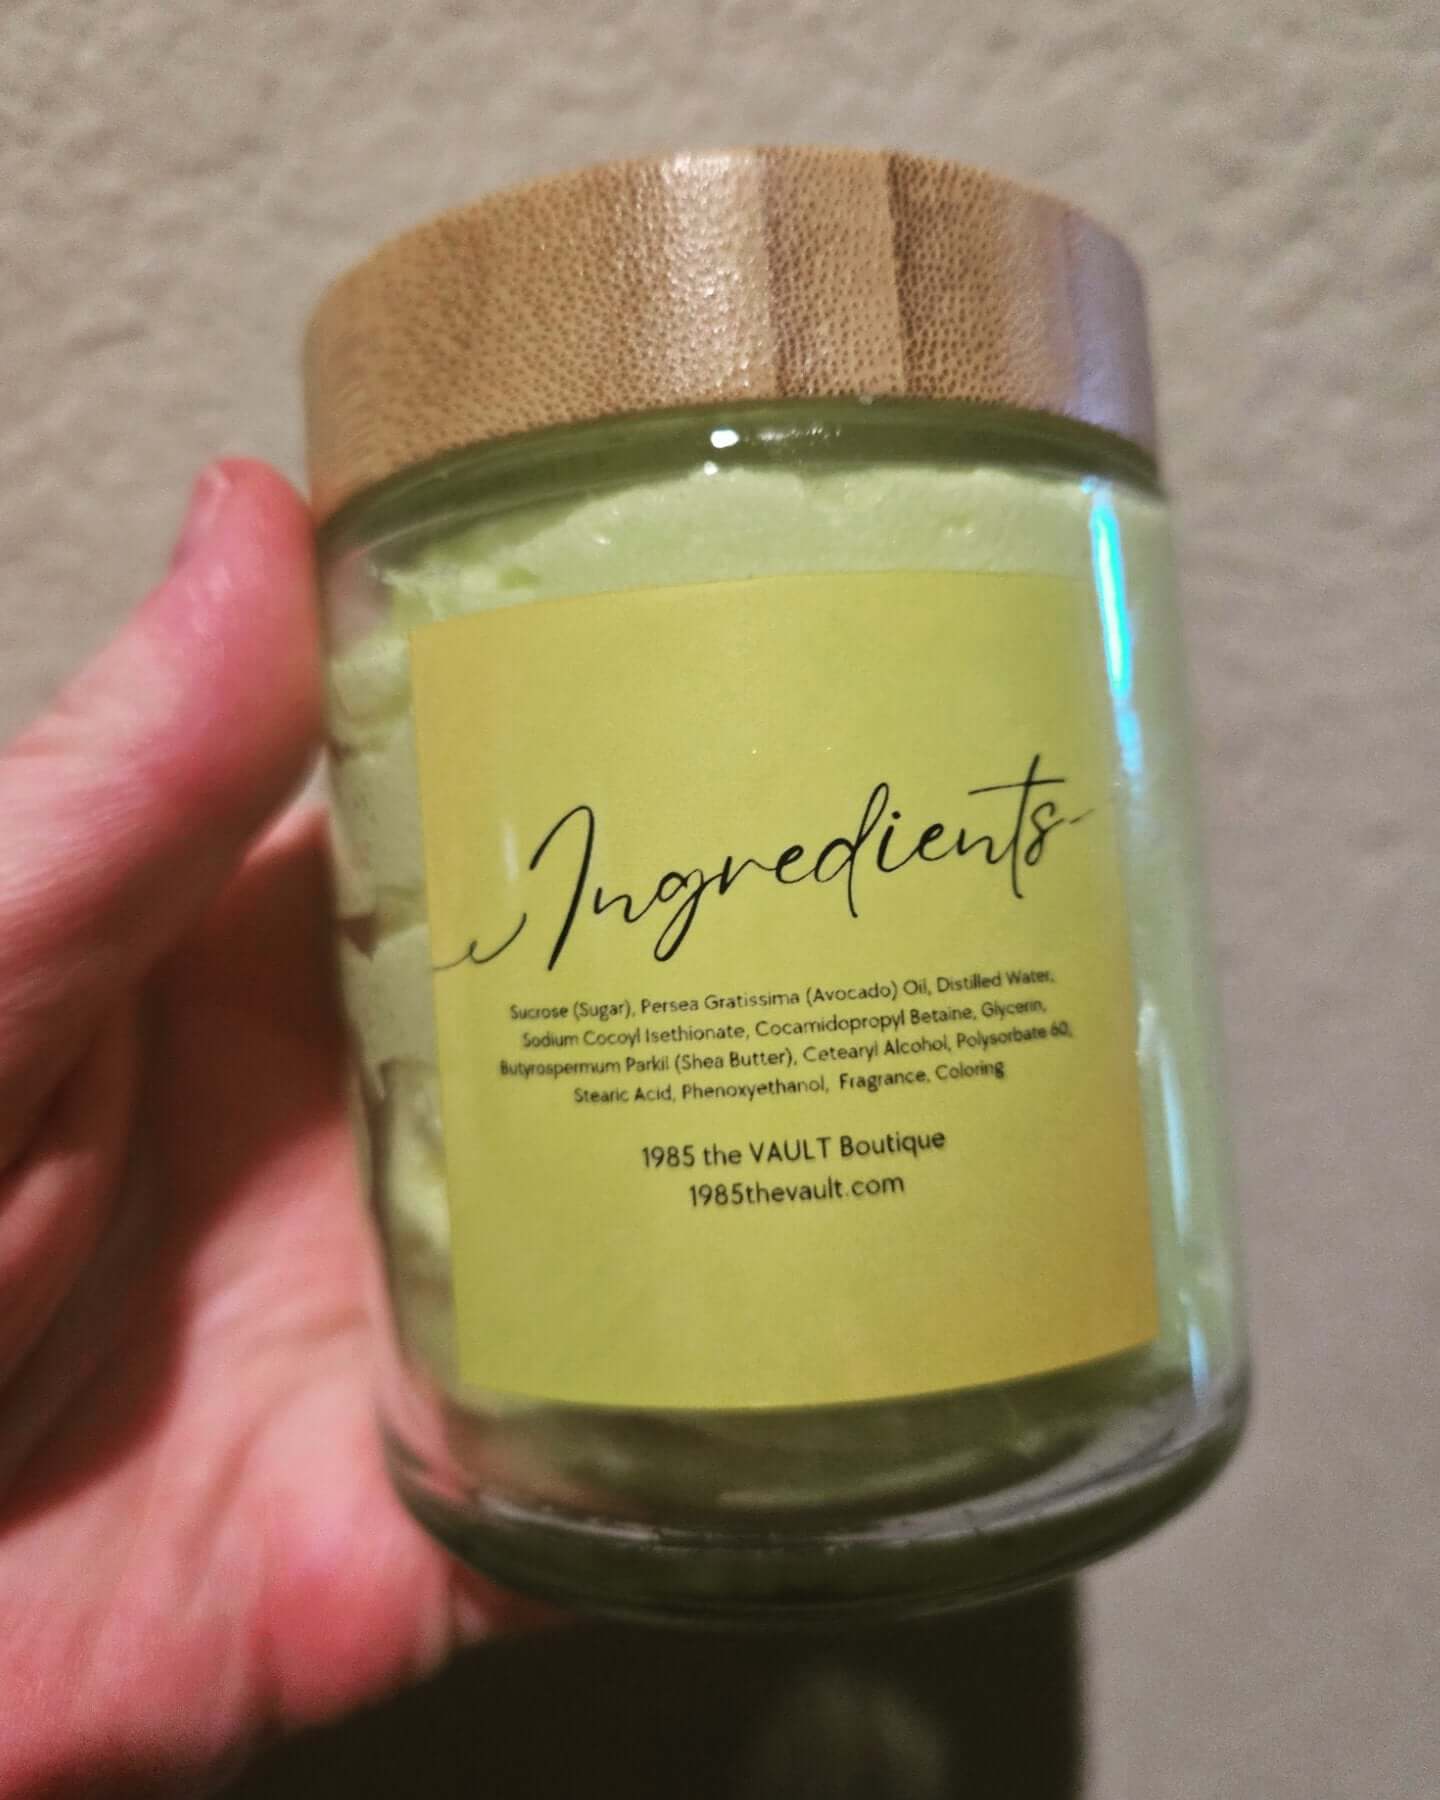 Ingredients
Sucrose (Sugar), Persea Gratissima (Avocado) Oil, Distilled Water,
Sodium Cocoyl Isethionate, Cocamidopropyl Betaine, Glycerin,
Butyrospermum Parkii (Shea Butter), Cetearyl Alcohol, Polysorbate 60,
Stearic Acid, Phenoxyethanol, Fragrance, Coloring
1985 the VAULT Boutique
1985thevault.com